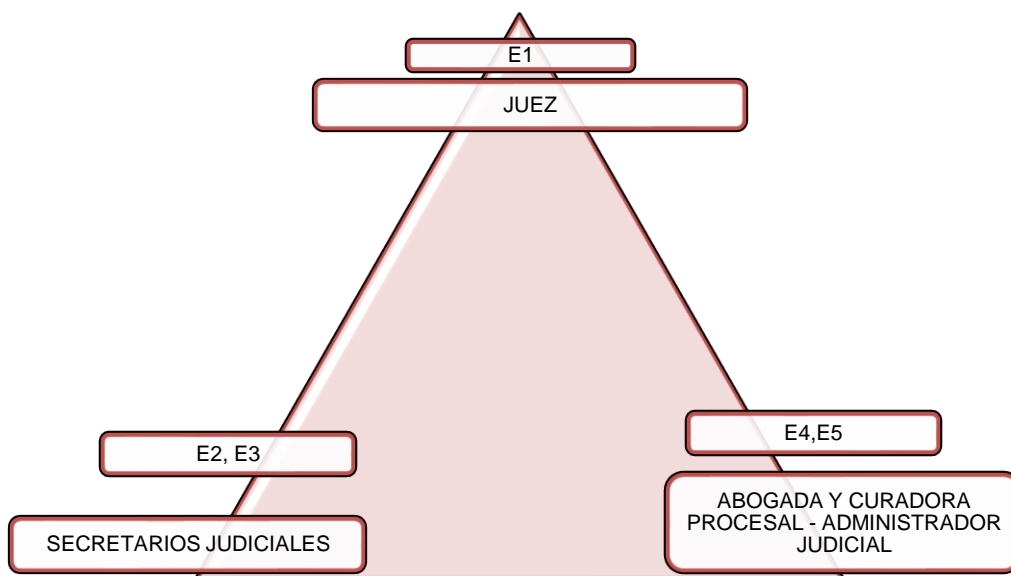 E1
JUEZ
E2, E3
SECRETARIOS JUDICIALES
E4,E5
ABOGADA Y CURADORA
PROCESAL - ADMINISTRADOR
JUDICIAL